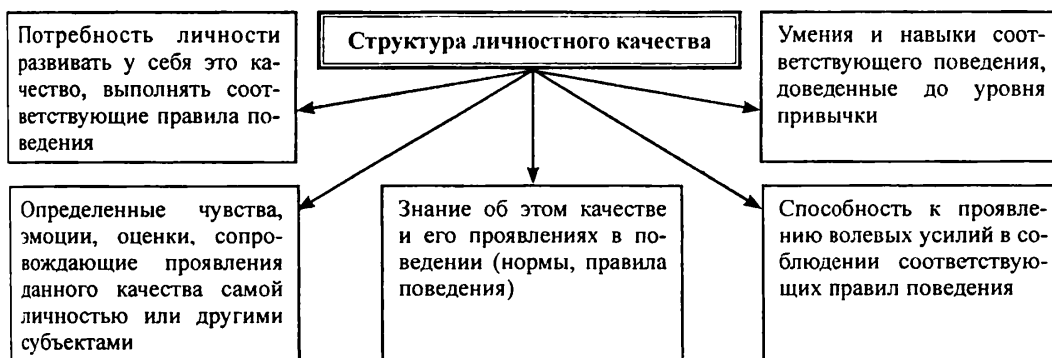 Структура личностного качества
Потребность личности
развивать у себя это ка-
чество, выполнять соот-
ветствующие правила по-
ведения
Умения и навыки соот-
ветствующего поведения,
доведенные до уровня
привычки
Определенные чувства,
эмоции, оценки, сопро-
вождающие проявления
данного качества самой
личностью или другими
субъектами
Знание об этом качестве
и его проявлениях в по-
ведении (нормы, правила
поведения)
Способность к проявле-
нию волевых усилий в со-
блюдении соответствую-
щих правил поведения